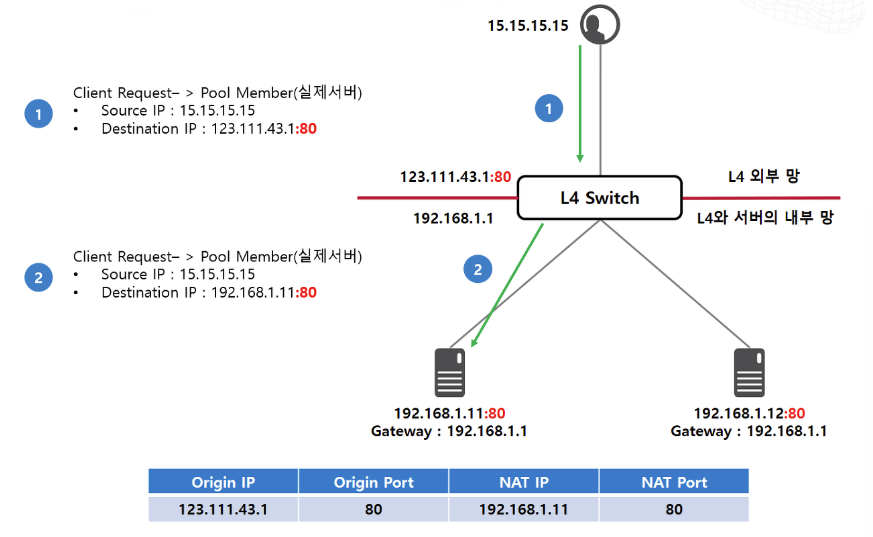 15.15.15.15
1
Client Request– > Pool Member(실제서버)
• Source IP : 15.15.15.15
• Destination IP : 123.111.43.1:80
1
123.111.43.1:80
L4 Switch
L4 외부 망
192.168.1.1
L4와 서버의 내부 망
2
Client Request– > Pool Member(실제서버)
• Source IP : 15.15.15.15
• Destination IP : 192.168.1.11:80
2
192.168.1.11:80
Gateway : 192.168.1.1
192.168.1.12:80
Gateway : 192.168.1.1
Origin IP Origin Port NAT IP NAT Port
123.111.43.1 80 192.168.1.11 80